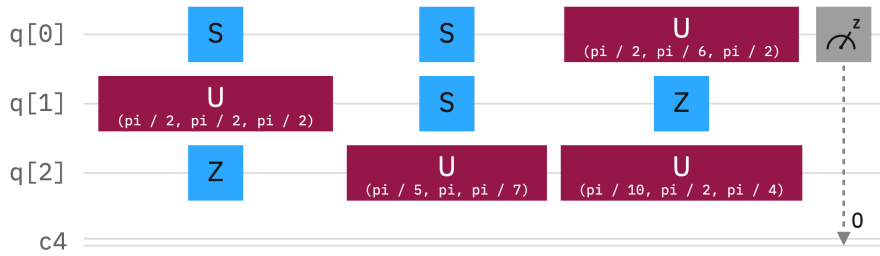 q[0] S S U z
(pi / 2, pi / 6, pi / 2)
q[1] U S Z
(pi / 2, pi / 2, pi / 2)
q[2] Z U U
(pi / 5, pi, pi / 7) (pi / 10, pi / 2, pi / 4)
0
c4